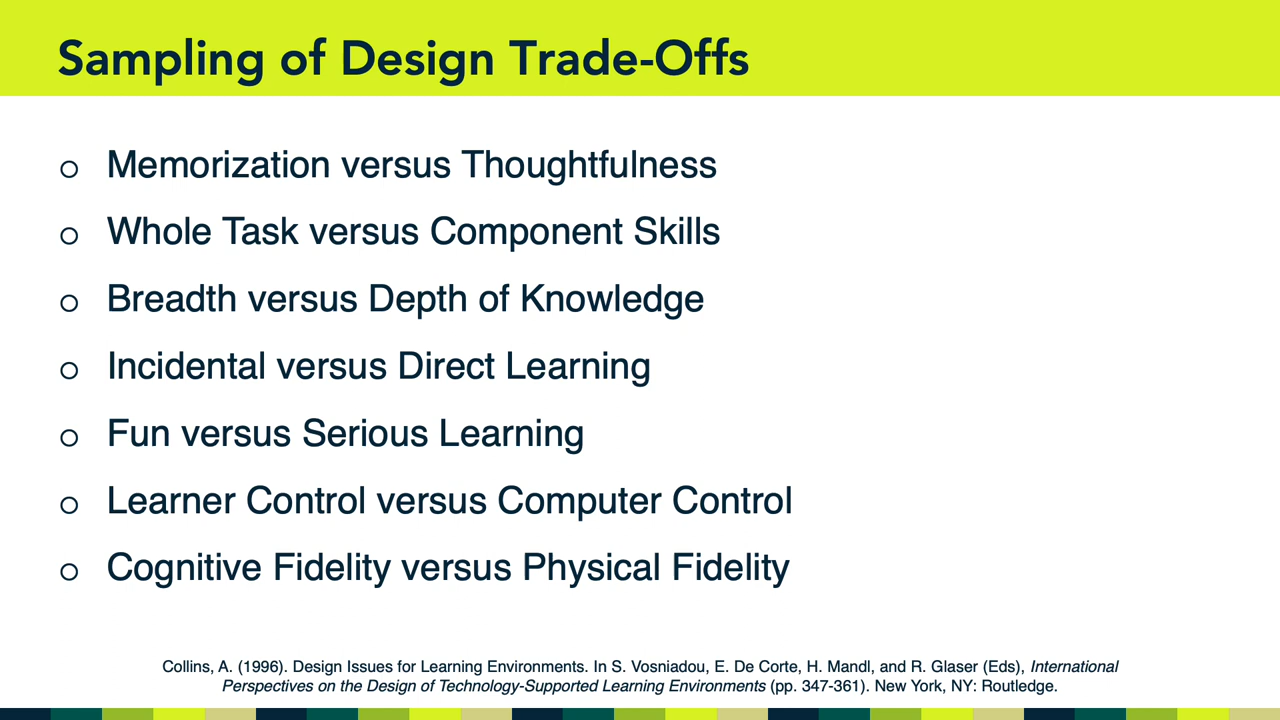 Sampling of Design Trade-Offs
Memorization versus Thoughtfulness
Whole Task versus Component Skills
Breadth versus Depth of Knowledge
Incidental versus Direct Learning
Fun versus Serious Learning
Learner Control versus Computer Control
Cognitive Fidelity versus Physical Fidelity
Collins, A. (1996). Design Issues for Learning Environments. In S. Vosniadou, E. De Corte, H. Mandl, and R. Glaser (Eds), International
Perspectives on the Design of Technology-Supported Learning Environments (pp. 347-361). New York, NY: Routledge.